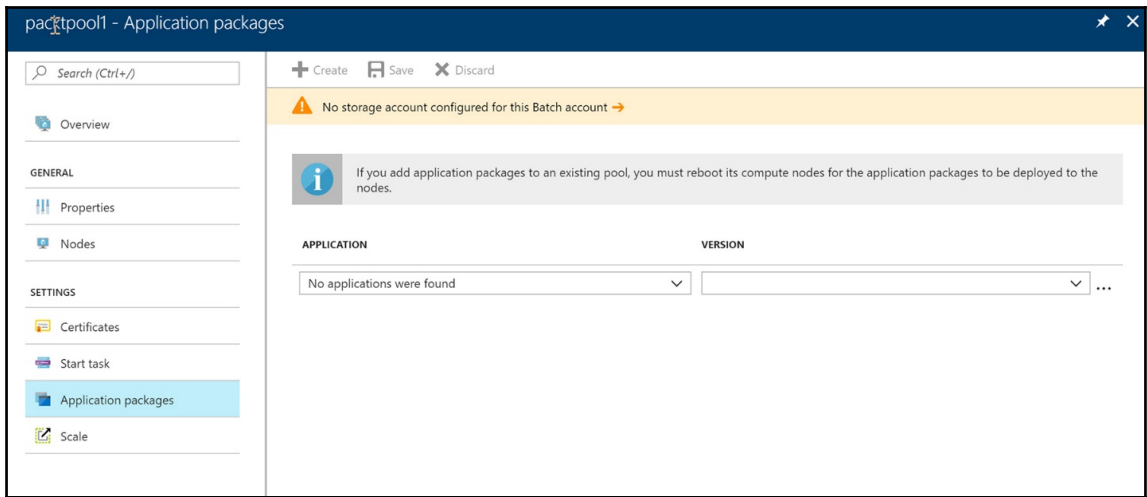 packtpool1 - Application packages
Search (Ctrl+/)
Overview
GENERAL
Properties
Nodes
SETTINGS
Certificates
Start task
Application packages
Scale
Create Save Discard
No storage account configured for this Batch account →
If you add application packages to an existing pool, you must reboot its compute nodes for the application packages to be deployed to the
nodes.
APPLICATION VERSION
No applications were found